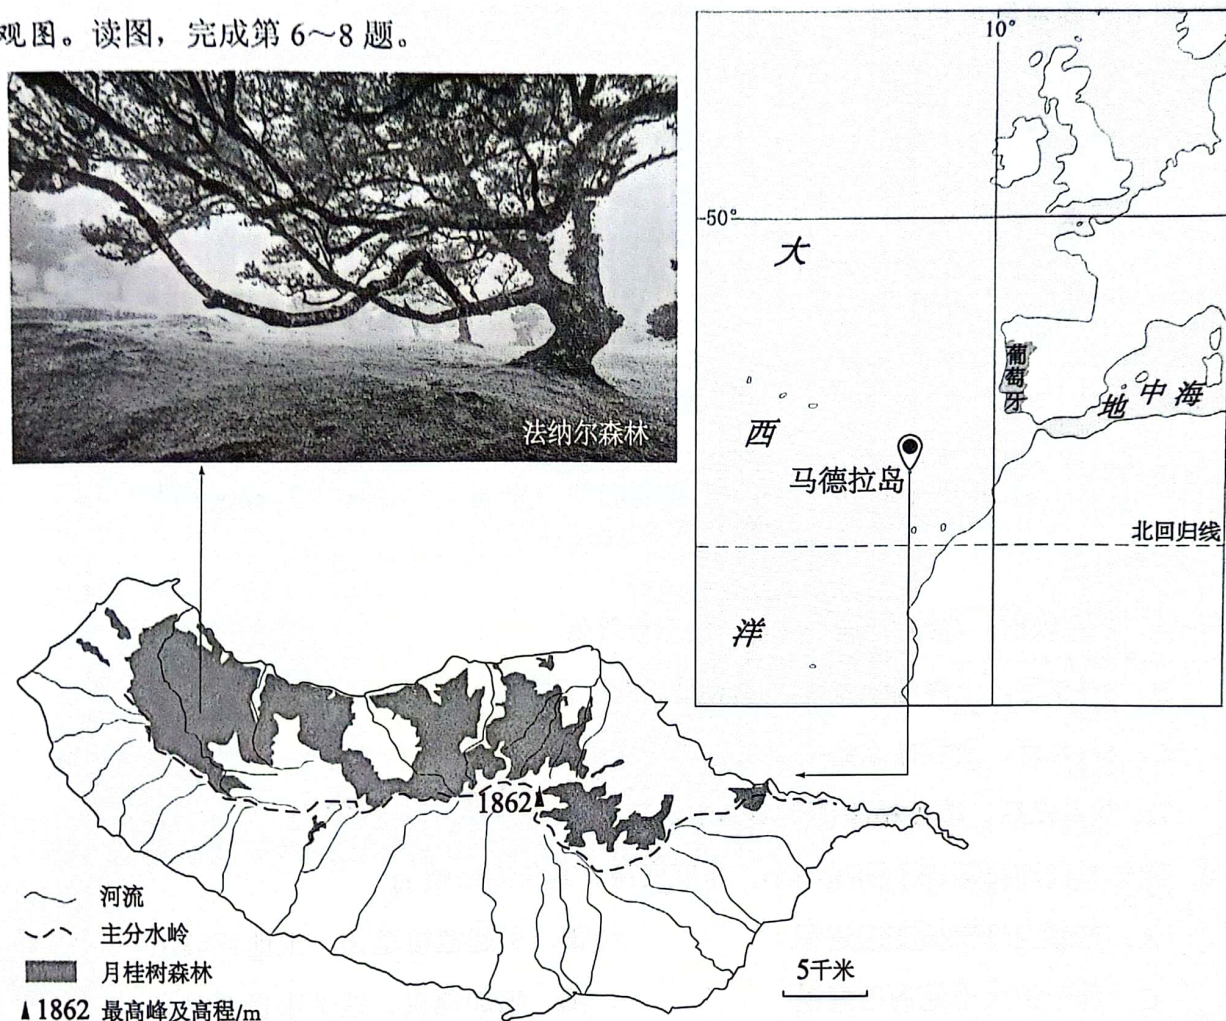 观图。读图，完成第 6～8 题。
法纳尔森林
10°
50°
大
西
洋
葡萄牙
地中海
马德拉岛
北回归线
1862
河流
主分水岭
月桂树森林
1862 最高峰及高程/m
5千米